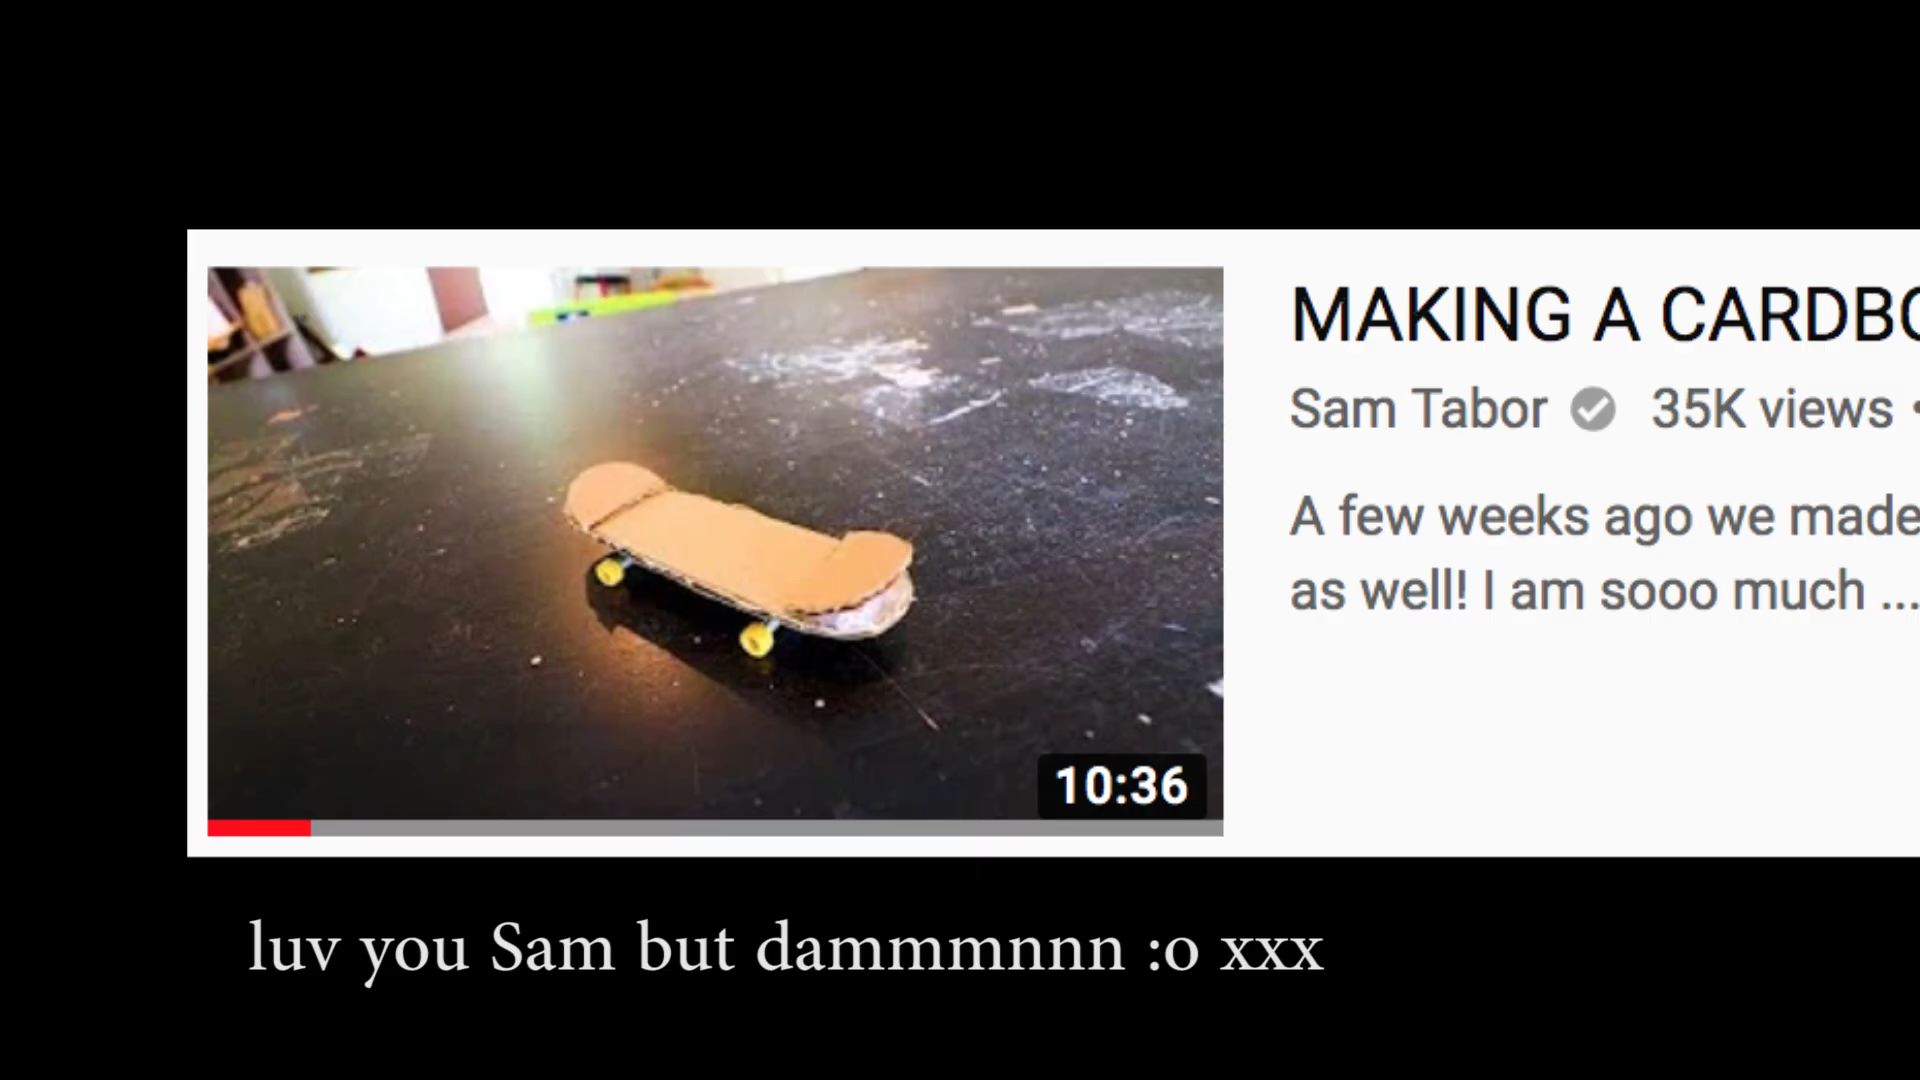 MAKING A CARDBO
Sam Tabor 35K views •
A few weeks ago we made
as well! I am sooo much ...
10:36
luv you Sam but dammmnnn :o xxx